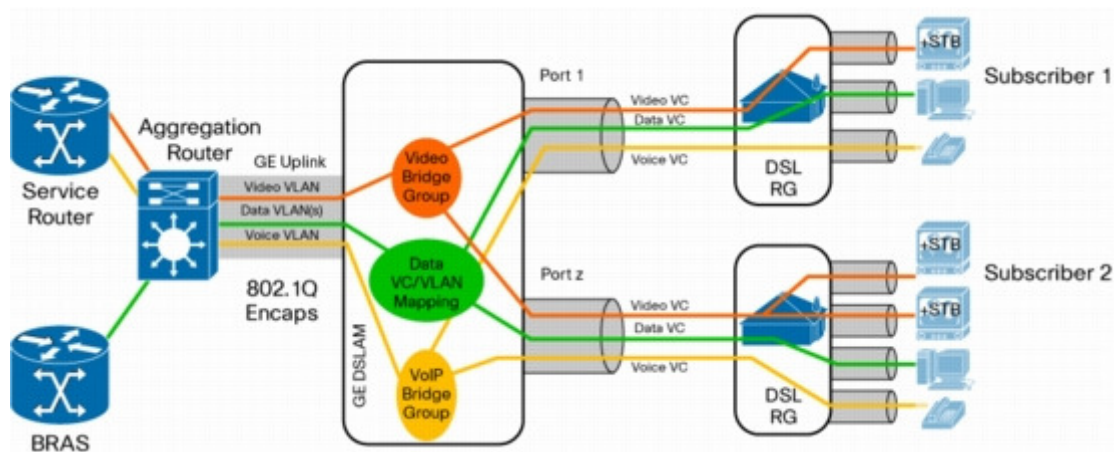 Service
Router
BRAS
Aggregation
Router
GE Uplink
Video VLAN
Data VLAN(s)
Voice VLAN
802.1Q
Encaps
GE DSLAM
Video
Bridge
Group
Data
VC/VLAN
Mapping
VoIP
Bridge
Group
Port 1
Video VC
Data VC
Voice VC
DSL
RG
+STB
Subscriber 1
Port z
Video VC
Data VC
Voice VC
DSL
RG
+STB
+STB
Subscriber 2